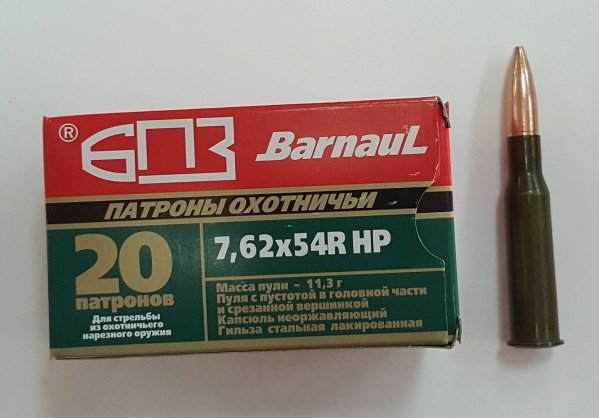 ® БПЗ Barnaul
ПАТРОНЫ ОХОТНИЧЬИ
20
патронов
Для стрельбы
из охотничьего
нарезного оружия
7,62x54R HP
Масса пули – 11,3 г
Пуля с пустотой в головной части
и срезанной вершинкой
Капсюль неоржавляющий
Гильза стальная лакированная